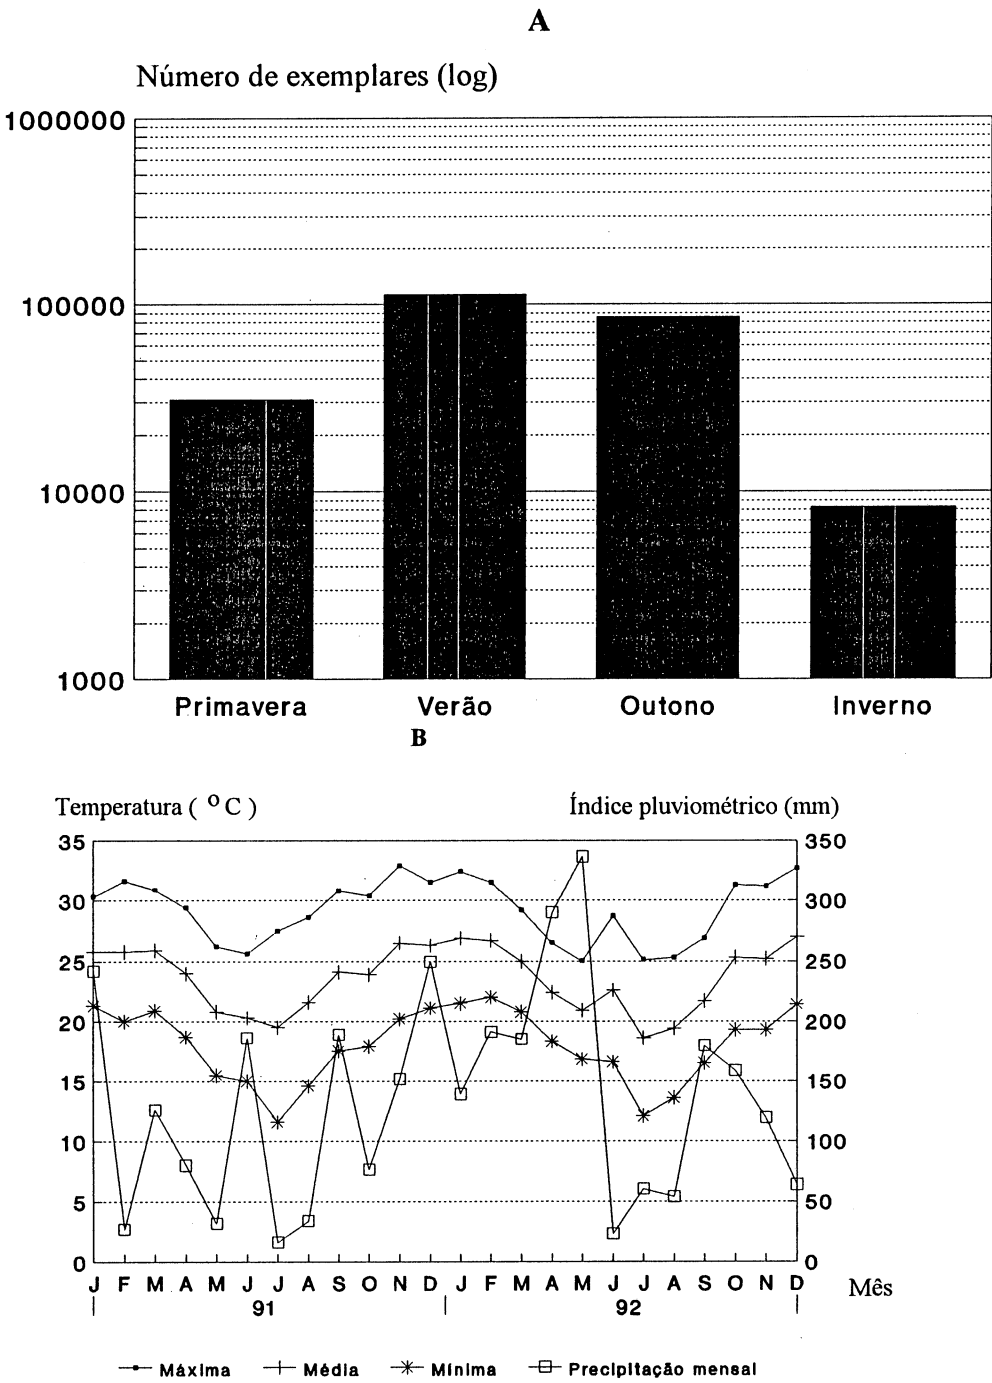 A
Número de exemplares (log)
1000000
100000
10000
1000
Primavera Verão Outono Inverno
B
Temperatura ( °C ) Índice pluviométrico (mm)
35 350
30 300
25 250
20 200
15 150
10 100
5 50
0 0
J F M A M J J A S O N D J F M A M J J A S O N D Mês
91 92
Máxima Média Mínima Precipitação mensal